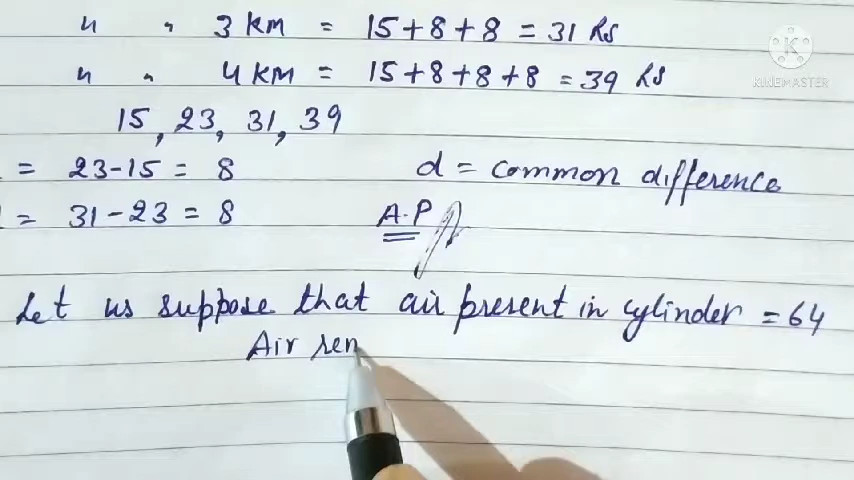 " " 3 km = 15+8+8 = 31 Rs
" " 4 km = 15+8+8+8 = 39 Rs
15, 23, 31, 39
= 23-15 = 8 d = common difference
= 31-23 = 8 A.P
Let us suppose that air present in cylinder = 64
Air rem
K
KINEMASTER